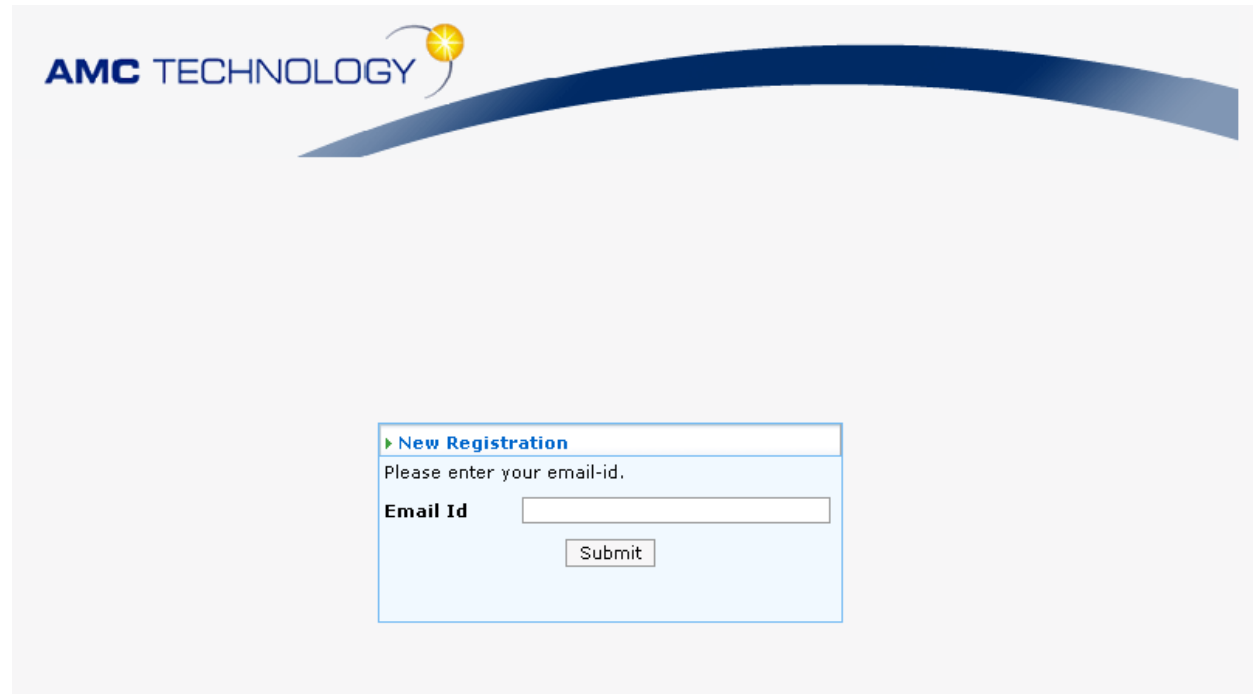 AMC TECHNOLOGY
New Registration
Please enter your email-id.
Email Id
Submit